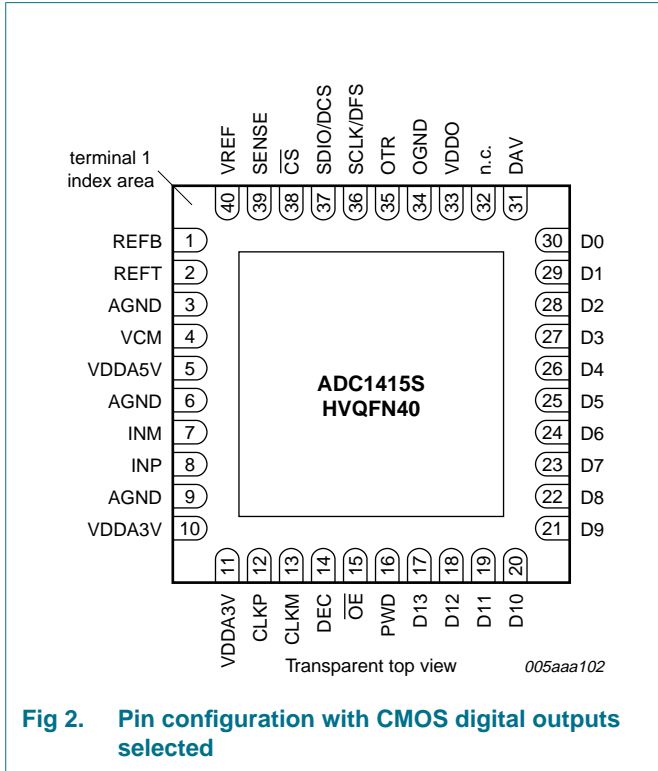 VREF
SENSE
CS
SDIO/DCS
SCLK/DFS
OTR
OGND
VDDO
n.c.
DAV
terminal 1
index area
40
39
38
37
36
35
34
33
32
31
REFB 1
REFT 2
AGND 3
VCM 4
VDDA5V 5
AGND 6
INM 7
INP 8
AGND 9
VDDA3V 10
ADC1415S
HVQFN40
30 D0
29 D1
28 D2
27 D3
26 D4
25 D5
24 D6
23 D7
22 D8
21 D9
11
12
13
14
15
16
17
18
19
20
VDDA3V
CLKP
CLKM
DEC
OE
PWD
D13
D12
D11
D10
Transparent top view
005aaa102
Fig 2. Pin configuration with CMOS digital outputs
selected